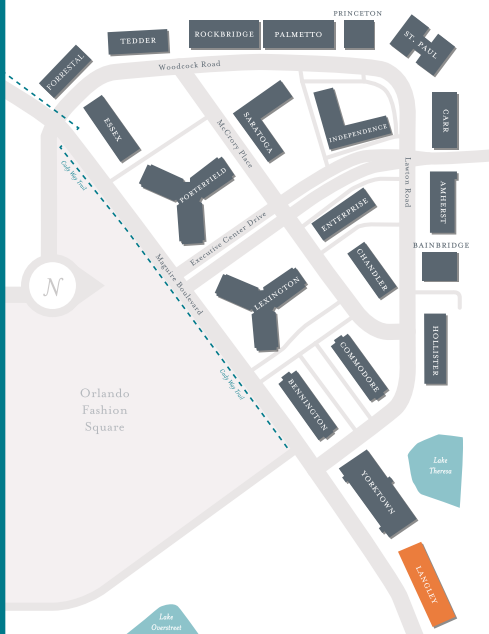 PRINCETON
TEDDER
ROCKBRIDGE
PALMETTO
ST. PAUL
FORRESTAL
Woodcock Road
ESSEX
SARATOGA
McCrory Place
INDEPENDENCE
CARR
Cady Way Trail
PORTERFIELD
Lawton Road
AMHERST
ENTERPRISE
Executive Center Drive
BAINBRIDGE
CHANDLER
Maguire Boulevard
N
LEXINGTON
HOLLISTER
COMMODORE
Cady Way Trail
BENNINGTON
Orlando
Fashion
Square
Lake
Theresa
YORKTOWN
LANGLEY
Lake
Overstreet